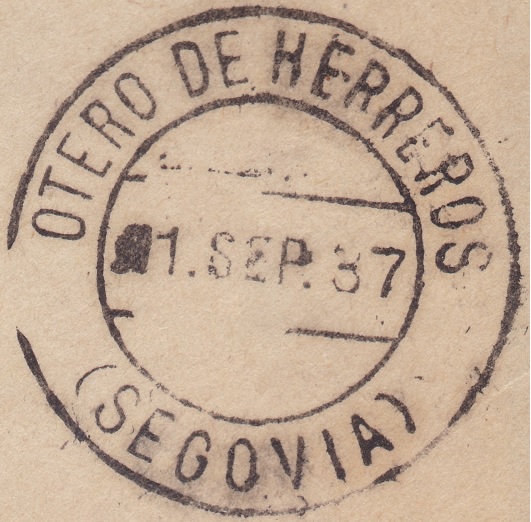 OTERO DE HERREROS
1. SEP. 37
(SEGOVIA)